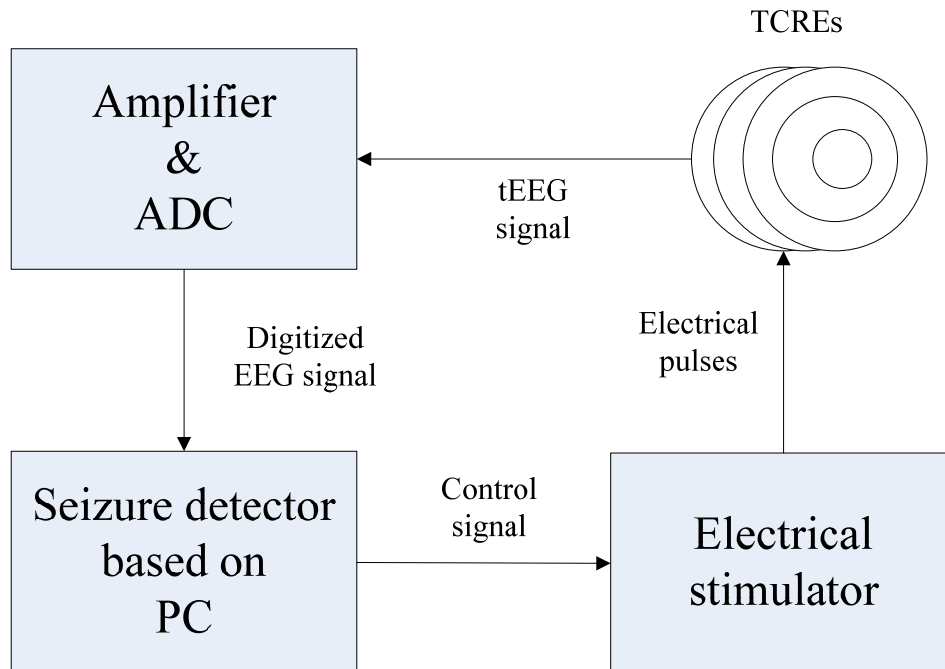 TCREs
Amplifier
&
ADC
tEEG
signal
Digitized
EEG signal
Electrical
pulses
Seizure detector
based on
PC
Control
signal
Electrical
stimulator